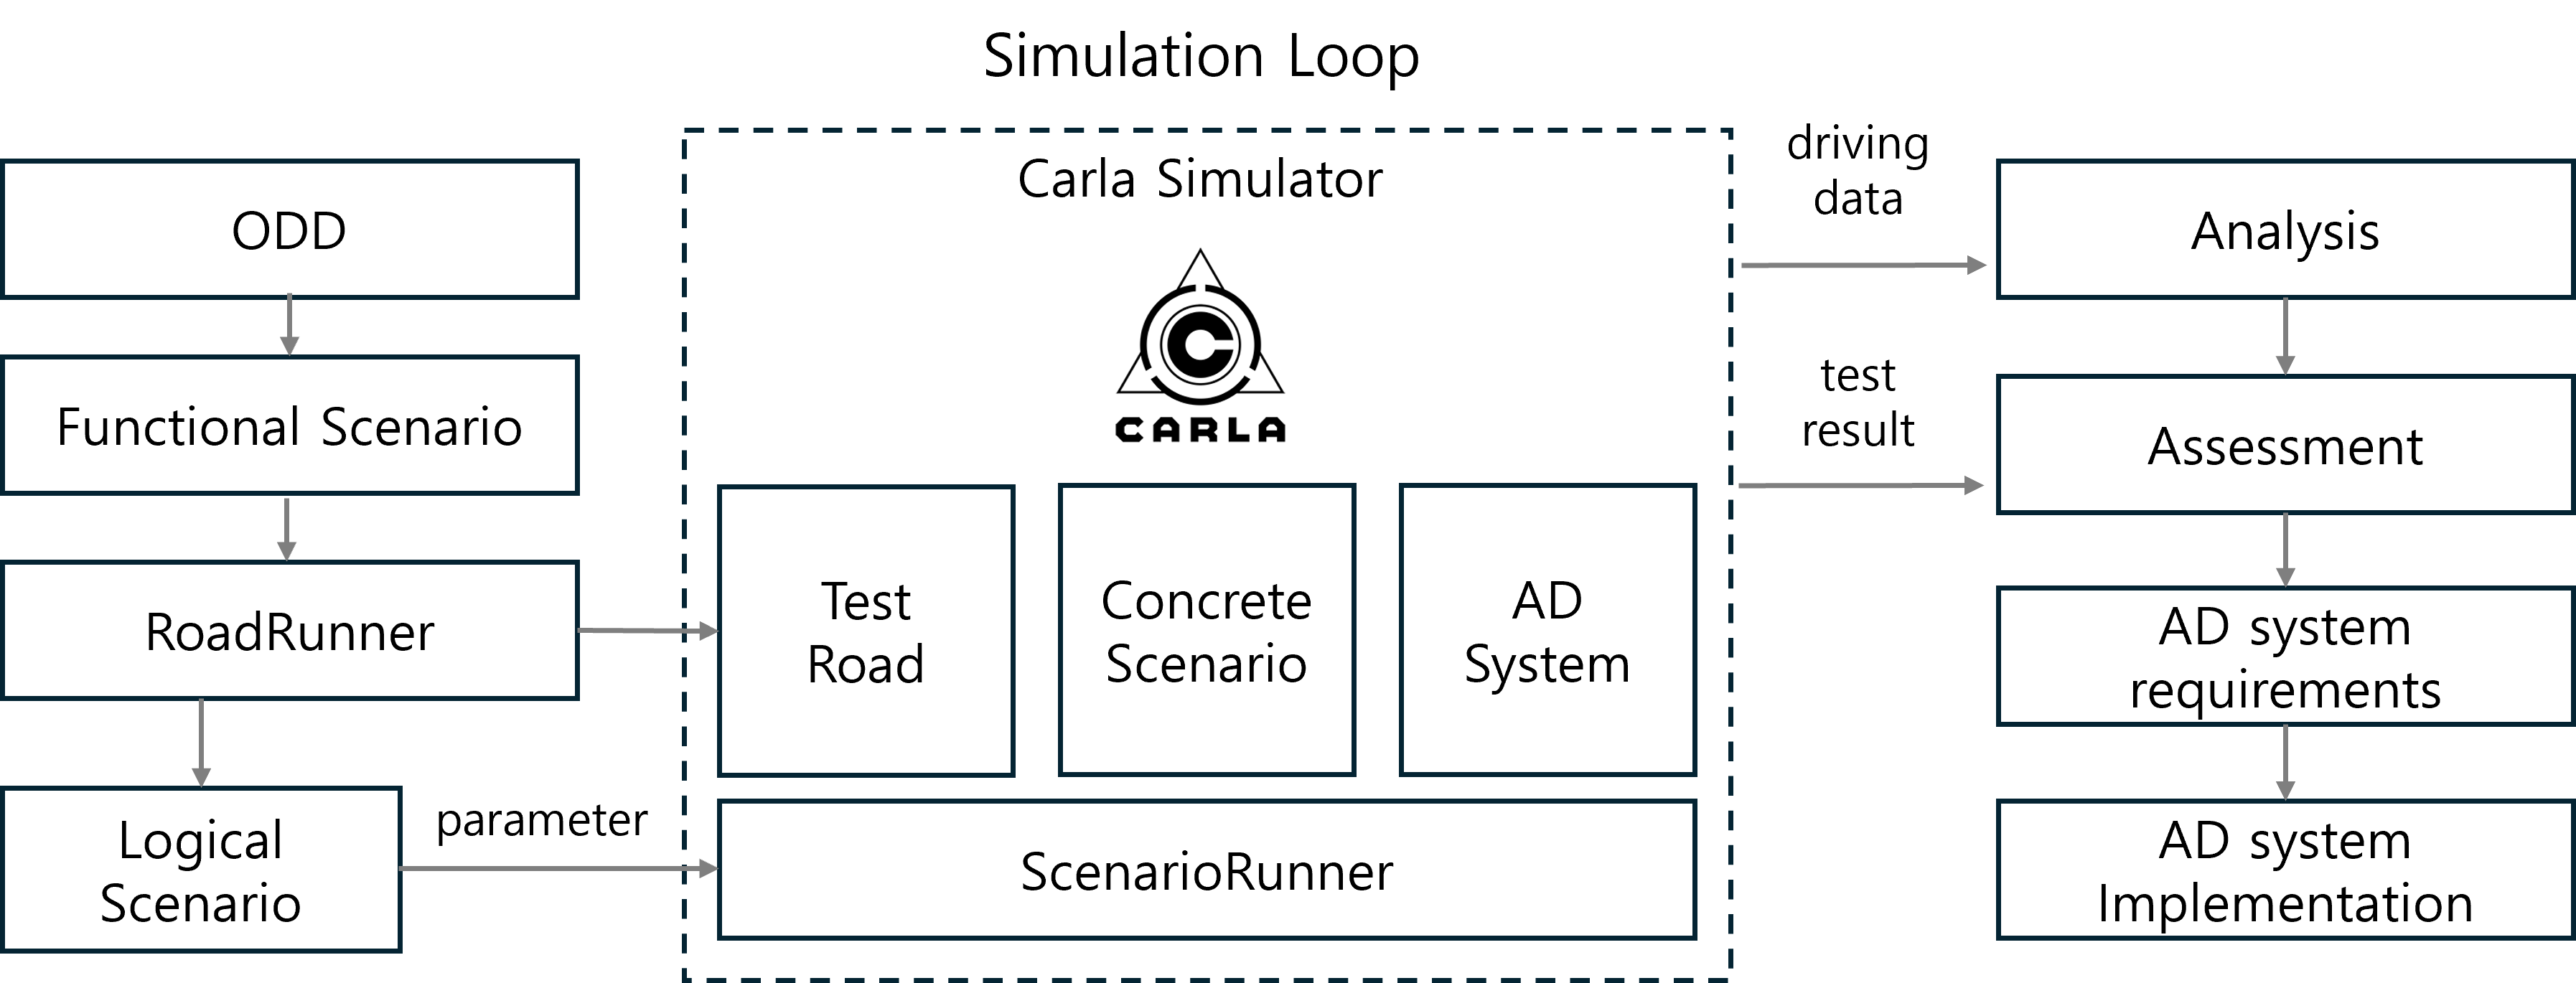 Simulation Loop
ODD
Functional Scenario
RoadRunner
Logical
Scenario
parameter
Carla Simulator
CARLA
Test
Road
Concrete
Scenario
AD
System
ScenarioRunner
driving
data
test
result
Analysis
Assessment
AD system
requirements
AD system
Implementation